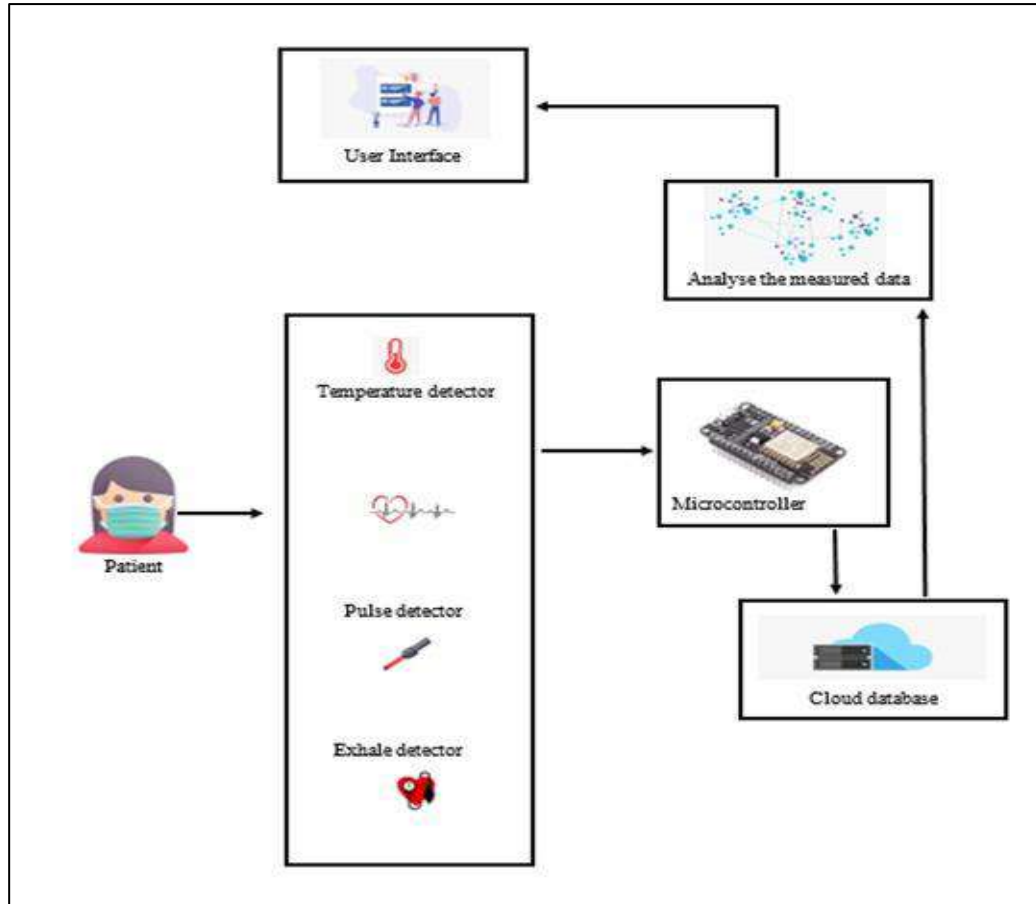 User Interface
Analyse the measured data
Temperature detector
Microcontroller
Patient
Pulse detector
Cloud database
Exhale detector